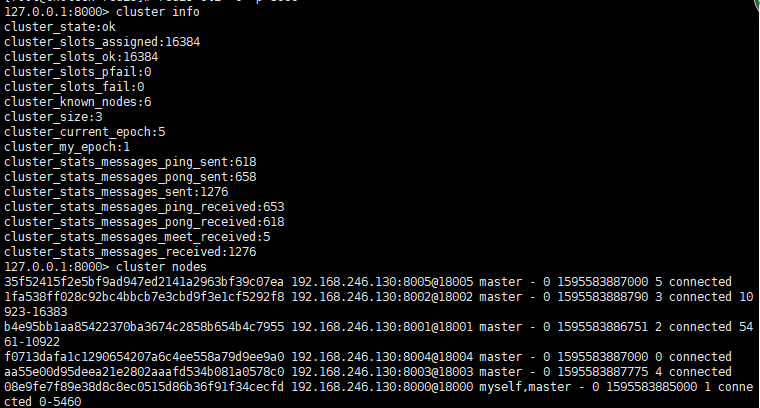 127.0.0.1:8000> cluster info
cluster_state:ok
cluster_slots_assigned:16384
cluster_slots_ok:16384
cluster_slots_pfail:0
cluster_slots_fail:0
cluster_known_nodes:6
cluster_size:3
cluster_current_epoch:5
cluster_my_epoch:1
cluster_stats_messages_ping_sent:618
cluster_stats_messages_pong_sent:658
cluster_stats_messages_sent:1276
cluster_stats_messages_ping_received:653
cluster_stats_messages_pong_received:618
cluster_stats_messages_meet_received:5
cluster_stats_messages_received:1276
127.0.0.1:8000> cluster nodes
35f52415f2e5bf9ad947ed2141a2963bf39c07ea 192.168.246.130:8005@18005 master - 0 1595583887000 5 connected
1fa538ff028c92bc4bbcb7e3cbd9f3e1cf5292f8 192.168.246.130:8002@18002 master - 0 1595583888790 3 connected 10
923-16383
b4e95bb1aa85422370ba3674c2858b654b4c7955 192.168.246.130:8001@18001 master - 0 1595583886751 2 connected 54
61-10922
f0713dafa1c1290654207a6c4ee558a79d9ee9a0 192.168.246.130:8004@18004 master - 0 1595583887000 0 connected
aa55e00d95deea21e2802aaafd534b081a0578c0 192.168.246.130:8003@18003 master - 0 1595583887775 4 connected
08e9fe7f89e38d8c8ec0515d86b36f91f34cecfd 192.168.246.130:8000@18000 myself,master - 0 1595583885000 1 conne
cted 0-5460